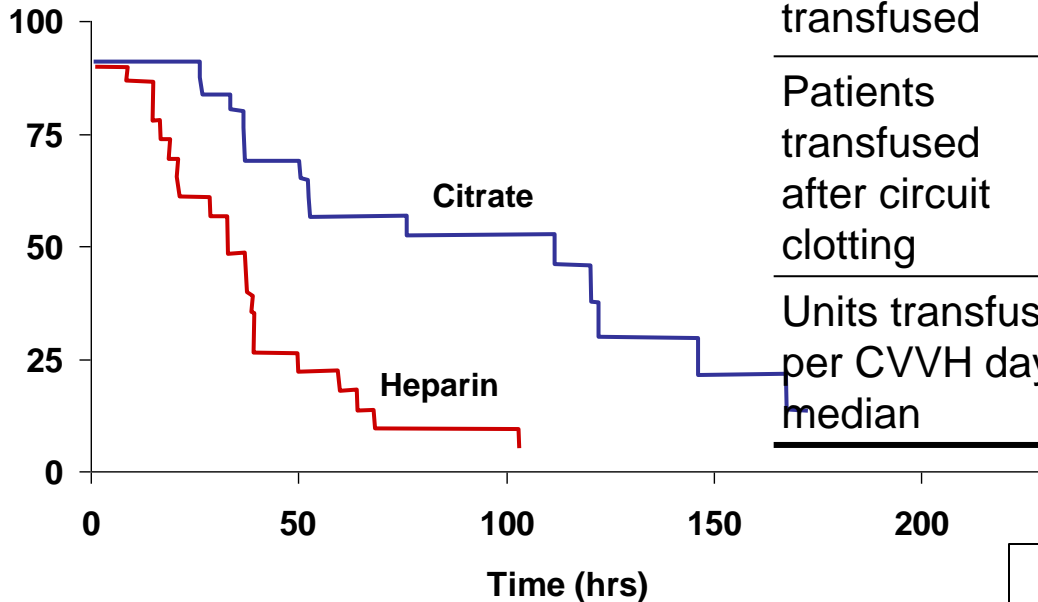 100
75
50
25
0
0
50
100
150
200
Time (hrs)
Citrate
Heparin
transfused
Patients
transfused
after circuit
clotting
Units transfus
per CVVH day
median